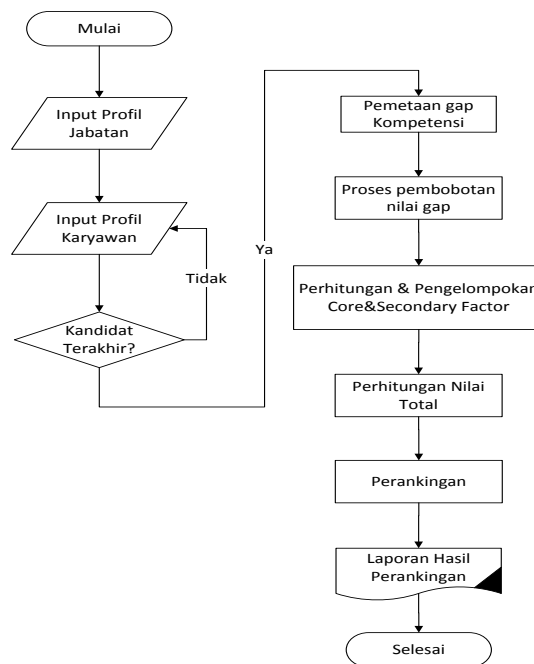 Mulai
Input Profil
Jabatan
Input Profil
Karyawan
Tidak
Kandidat
Terakhir?
Ya
Pemetaan gap
Kompetensi
Proses pembobotan
nilai gap
Perhitungan & Pengelompokan
Core&Secondary Factor
Perhitungan Nilai
Total
Perankingan
Laporan Hasil
Perankingan
Selesai